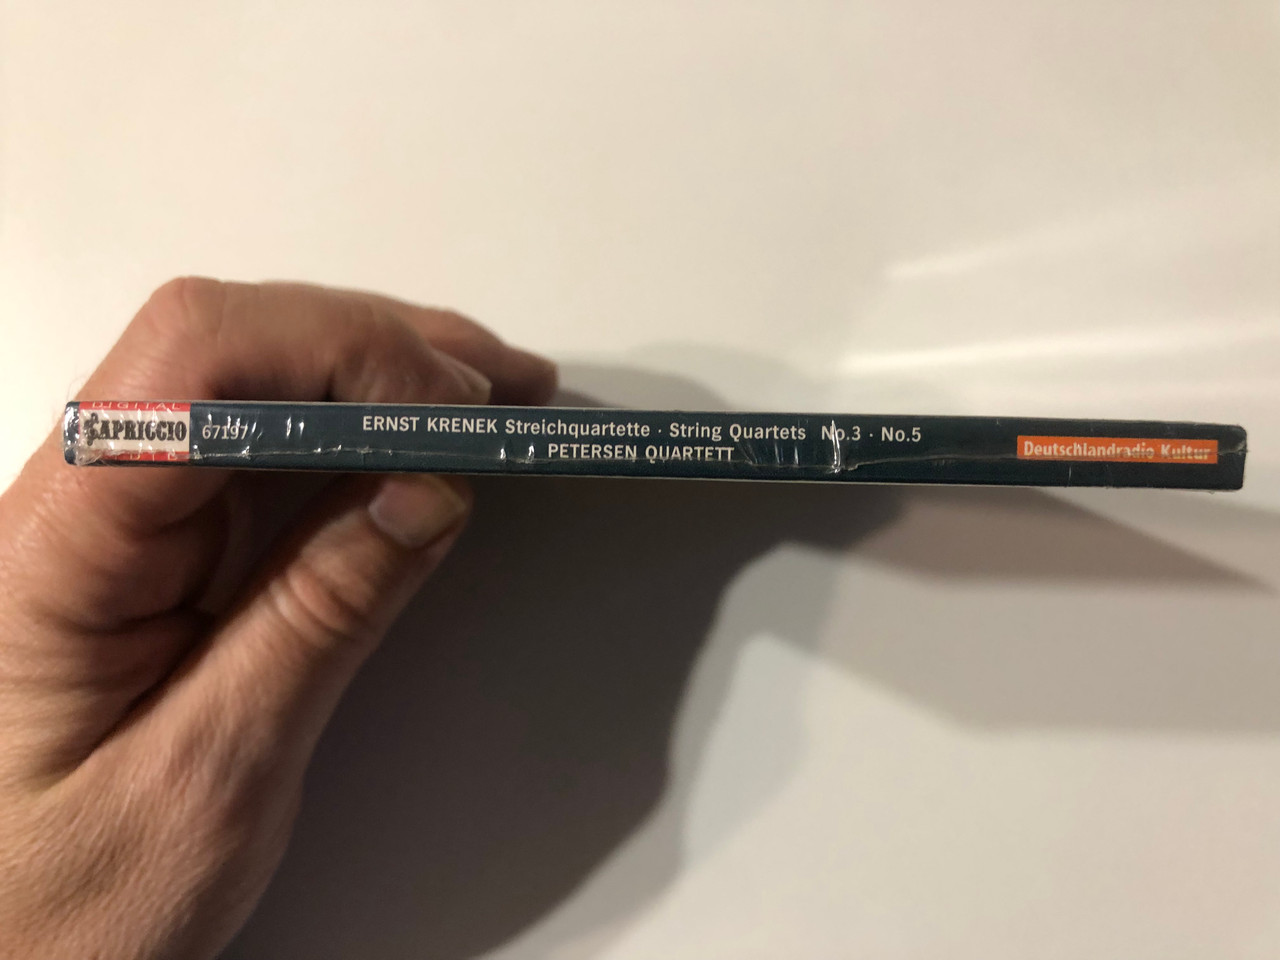 DIGITAL
CAPRICCIO
67197
ERNST KRENEK Streichquartette · String Quartets No.3 · No.5
PETERSEN QUARTETT
Deutschlandradio Kultur